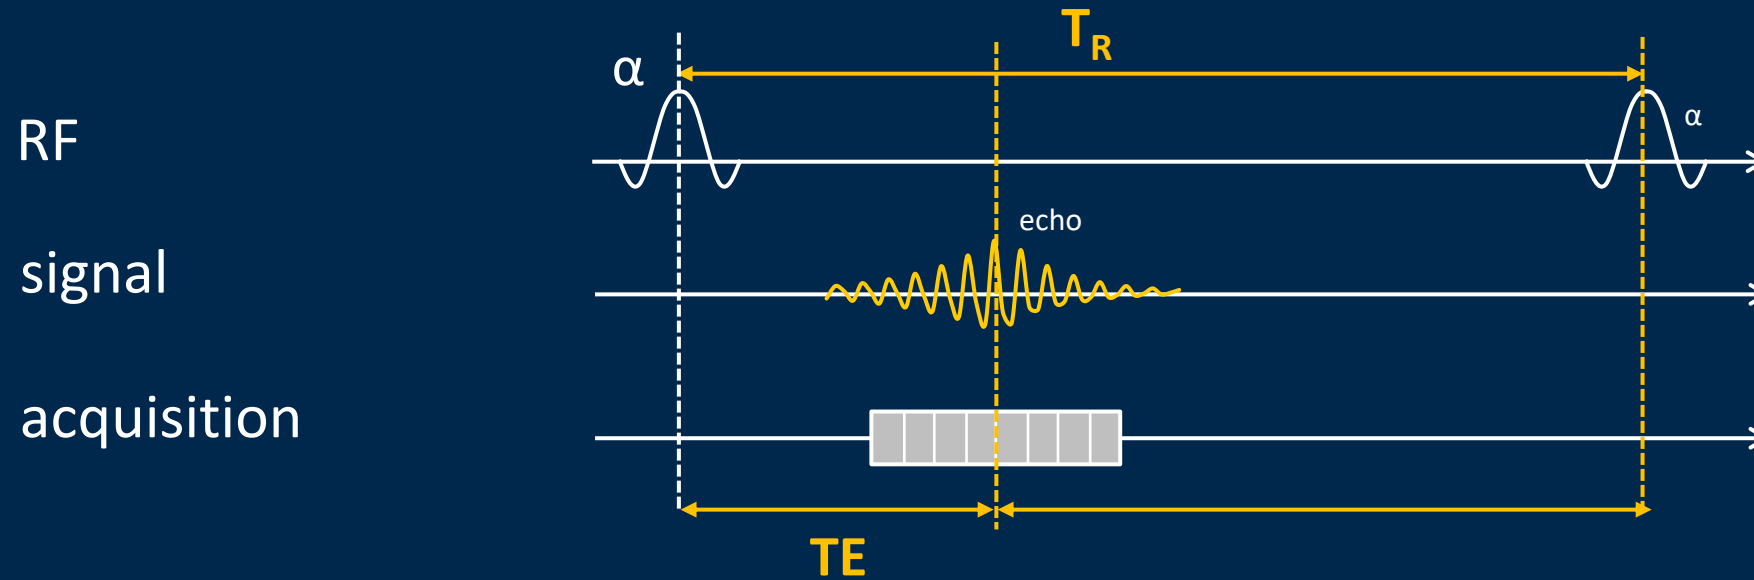 T_R
α
RF
α
echo
signal
acquisition
TE